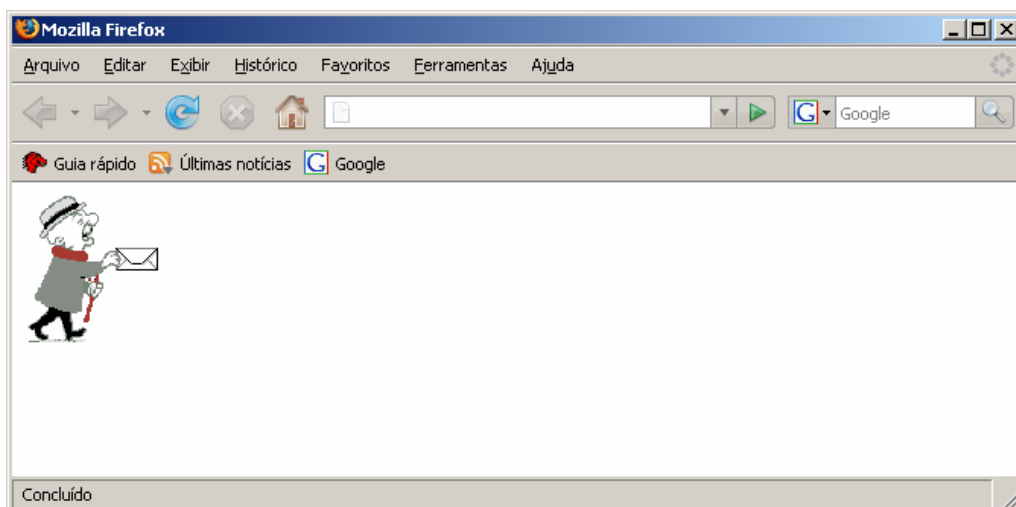 Mozilla Firefox
Arquivo Editar Exibir Histórico Favoritos Ferramentas Ajuda
G Google
Guia rápido Últimas notícias G Google
Concluído